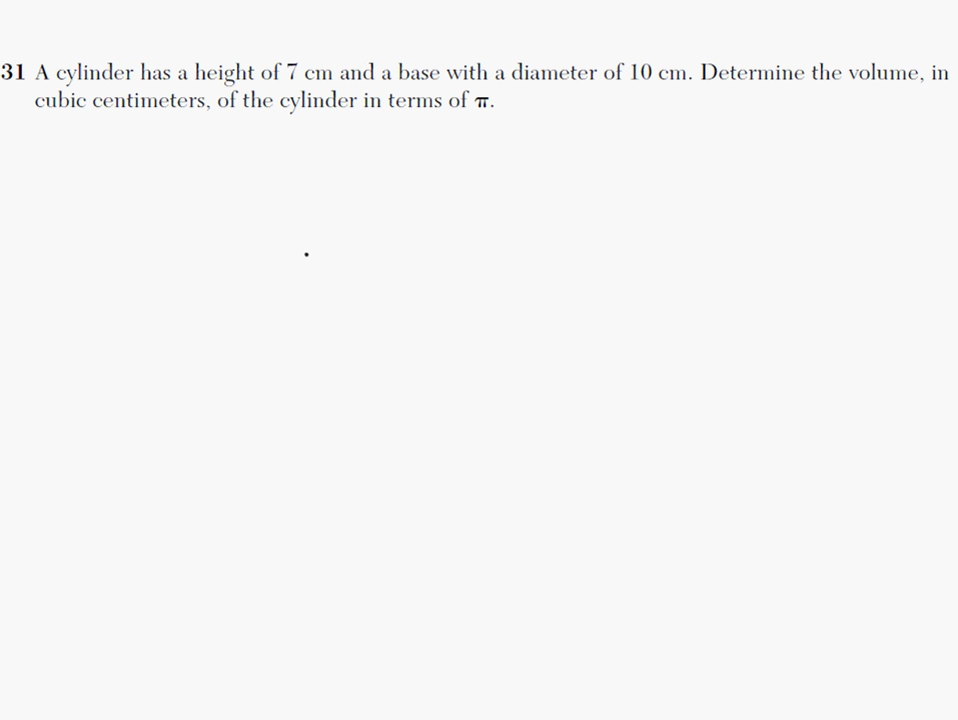 31 A cylinder has a height of 7 cm and a base with a diameter of 10 cm. Determine the volume, in
cubic centimeters, of the cylinder in terms of π.